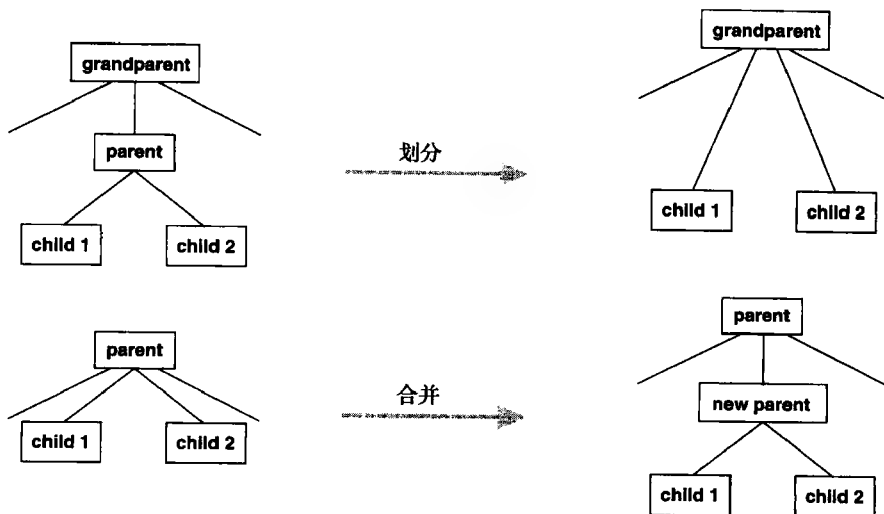 grandparent
parent
child 1
child 2
划分
grandparent
child 1
child 2
parent
child 1
child 2
合并
parent
new parent
child 1
child 2